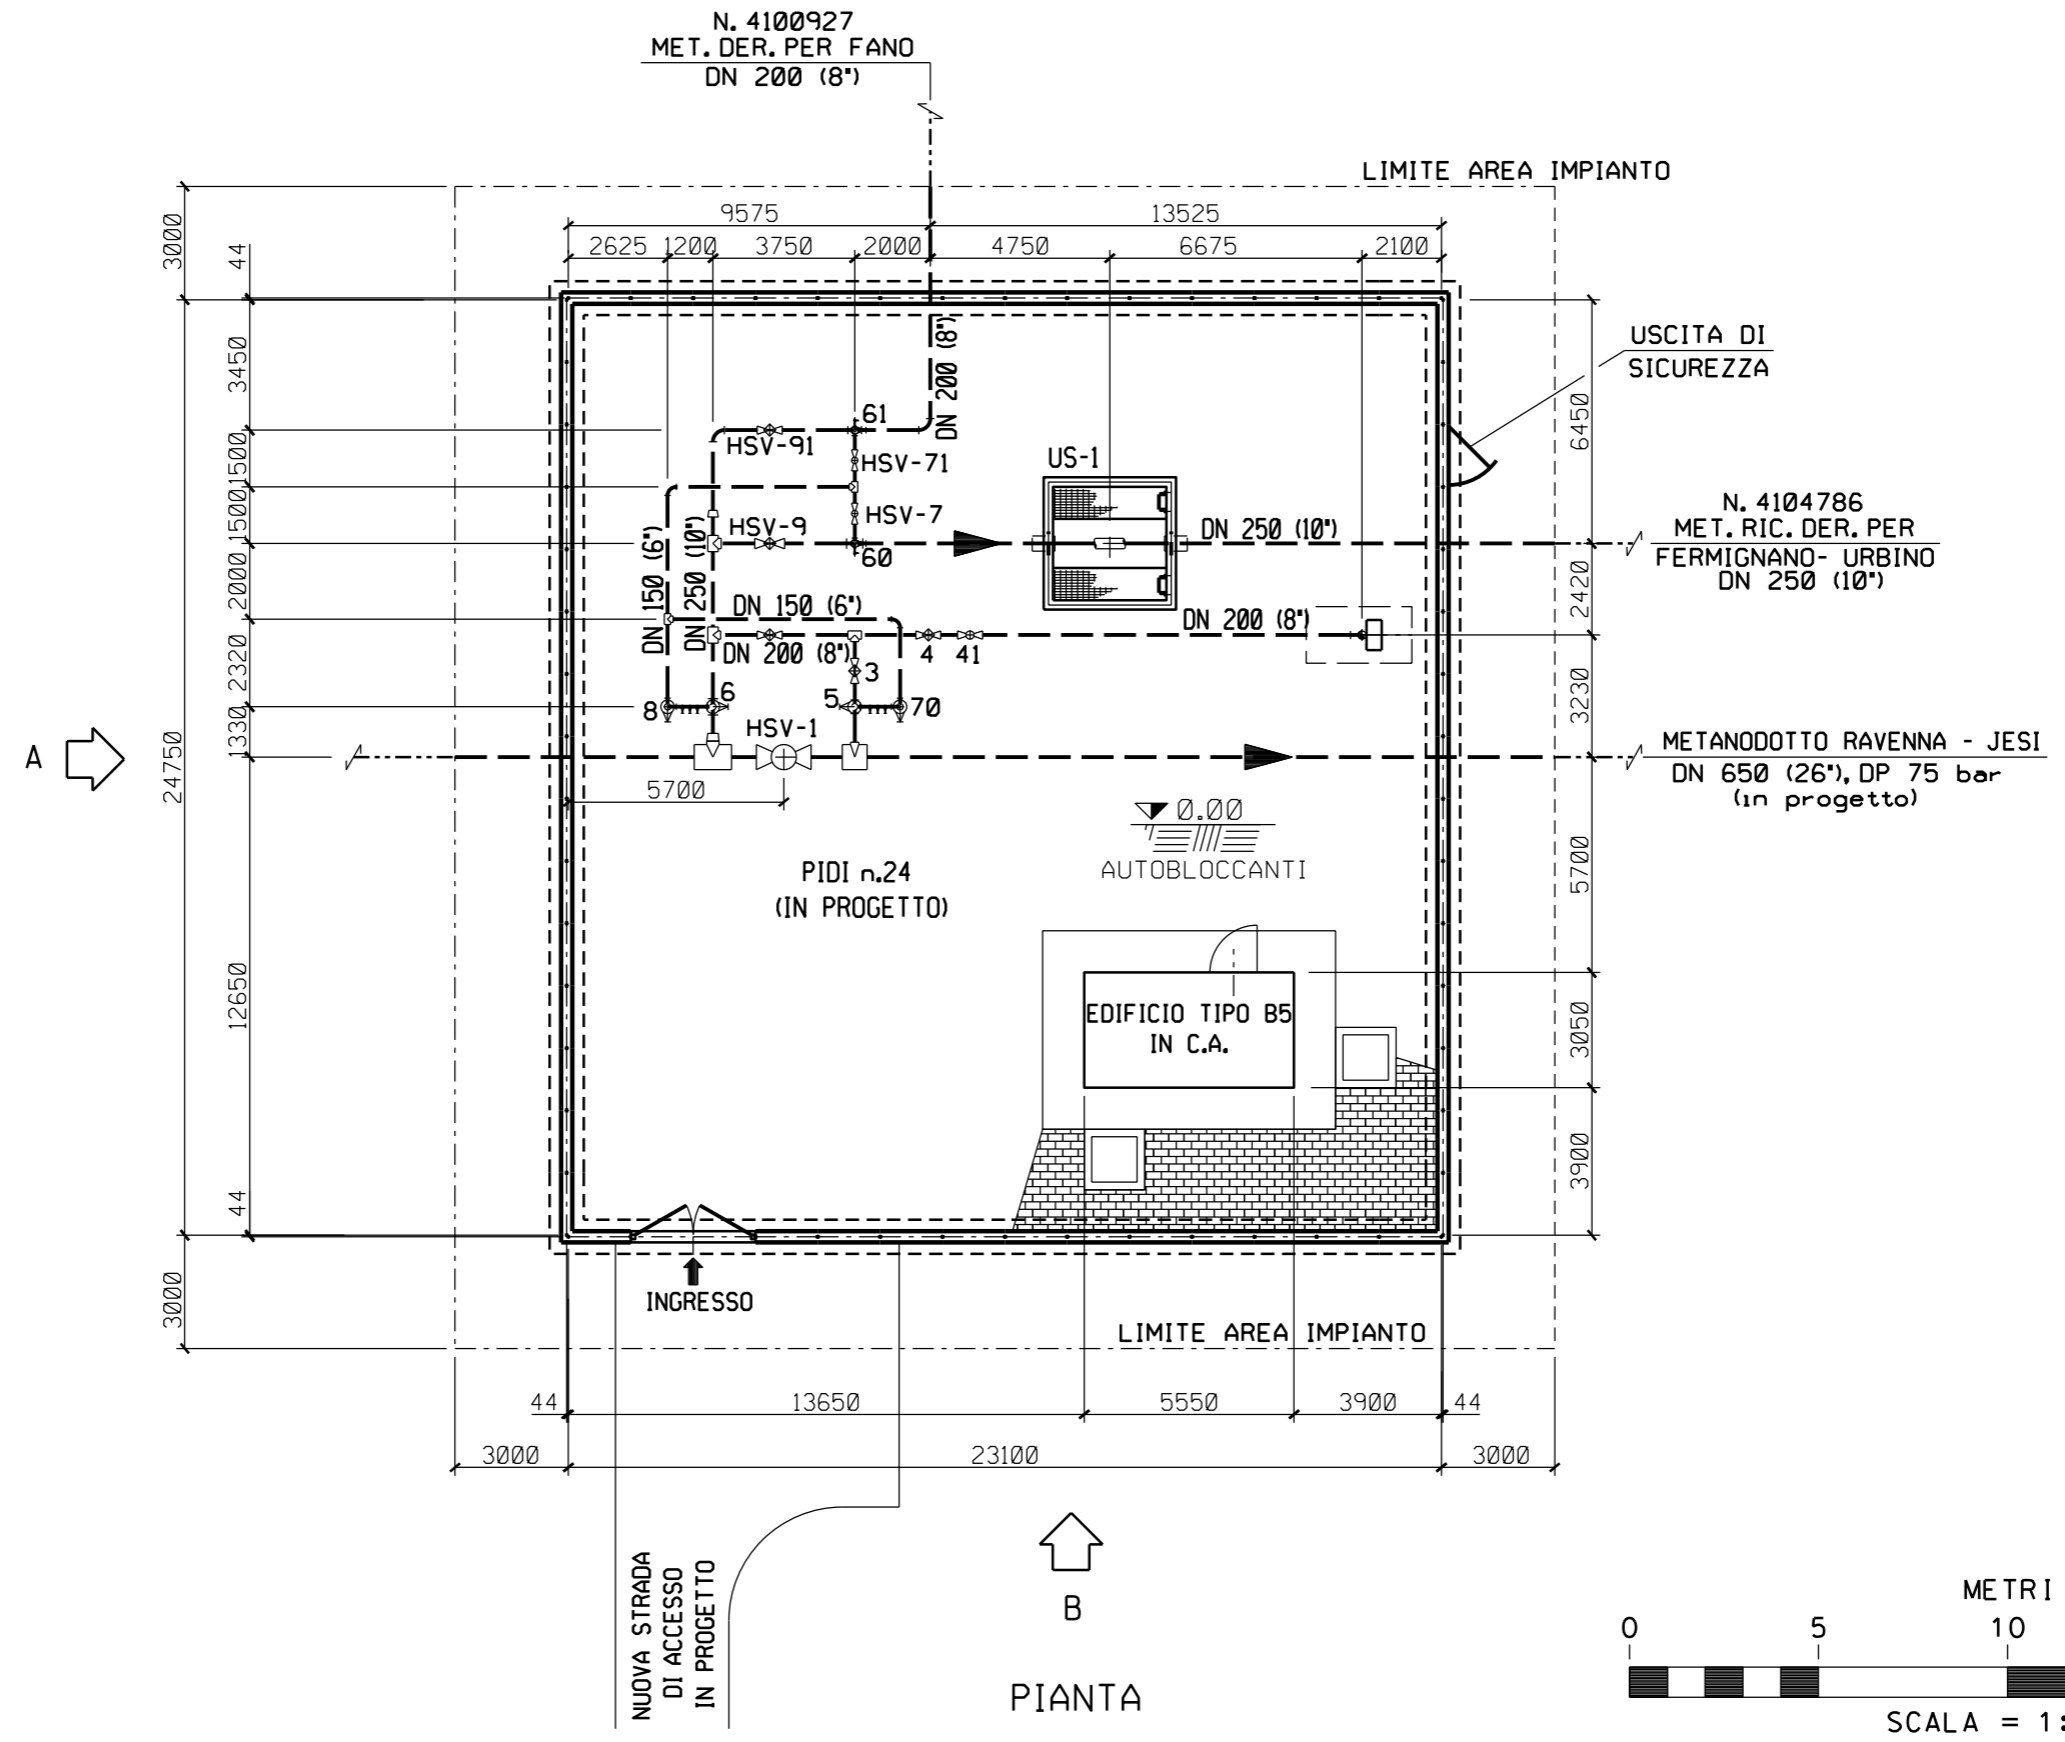 N. 4100927
MET. DER. PER FANO
DN 200 (8")
LIMITE AREA IMPIANTO
9575
13525
2625
1200
3750
2000
4750
6675
2100
3000
44
3450
1500
1500
2000
2320
1330
24750
12650
44
3000
DN 200 (8")
61
HSV-91
HSV-71
HSV-9
HSV-7
60
US-1
DN 250 (10")
DN 150 (6")
DN 250 (10")
DN 150 (6")
DN 200 (8")
DN 200 (8")
3
4
41
6
5
8
70
HSV-1
5700
USCITA DI
SICUREZZA
6450
2420
3230
5700
3050
3900
N. 4104786
MET. RIC. DER. PER
FERMIGNANO- URBINO
DN 250 (10")
METANODOTTO RAVENNA - JESI
DN 650 (26"), DP 75 bar
(in progetto)
A
0.00
AUTOBLOCCANTI
PIDI n.24
(IN PROGETTO)
EDIFICIO TIPO B5
IN C.A.
INGRESSO
LIMITE AREA IMPIANTO
44
13650
5550
3900
44
3000
23100
3000
NUOVA STRADA
DI ACCESSO
IN PROGETTO
B
PIANTA
METRI
0
5
10
SCALA = 1: